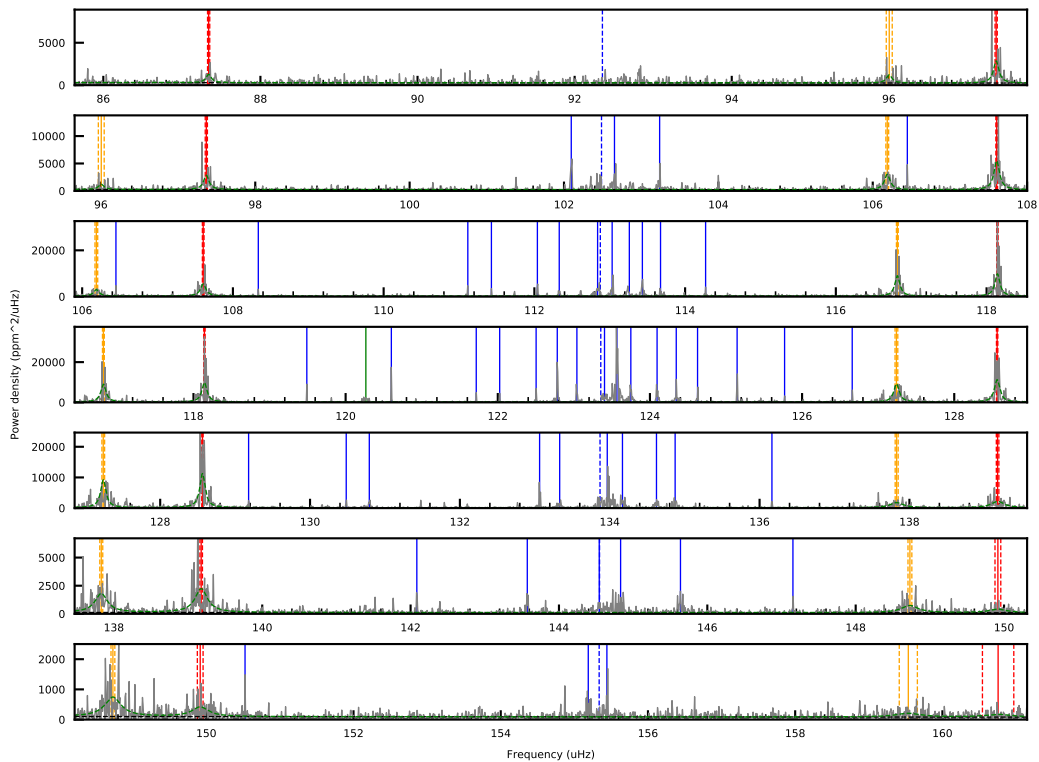 5000
0
86 88 90 92 94 96
10000
5000
0
96 98 100 102 104 106 108
20000
0
106 108 110 112 114 116 118
Power density (ppm^2/uHz)
20000
0
118 120 122 124 126 128
20000
10000
0
128 130 132 134 136 138
5000
2500
0
138 140 142 144 146 148 150
2000
1000
0
150 152 154 156 158 160
Frequency (uHz)